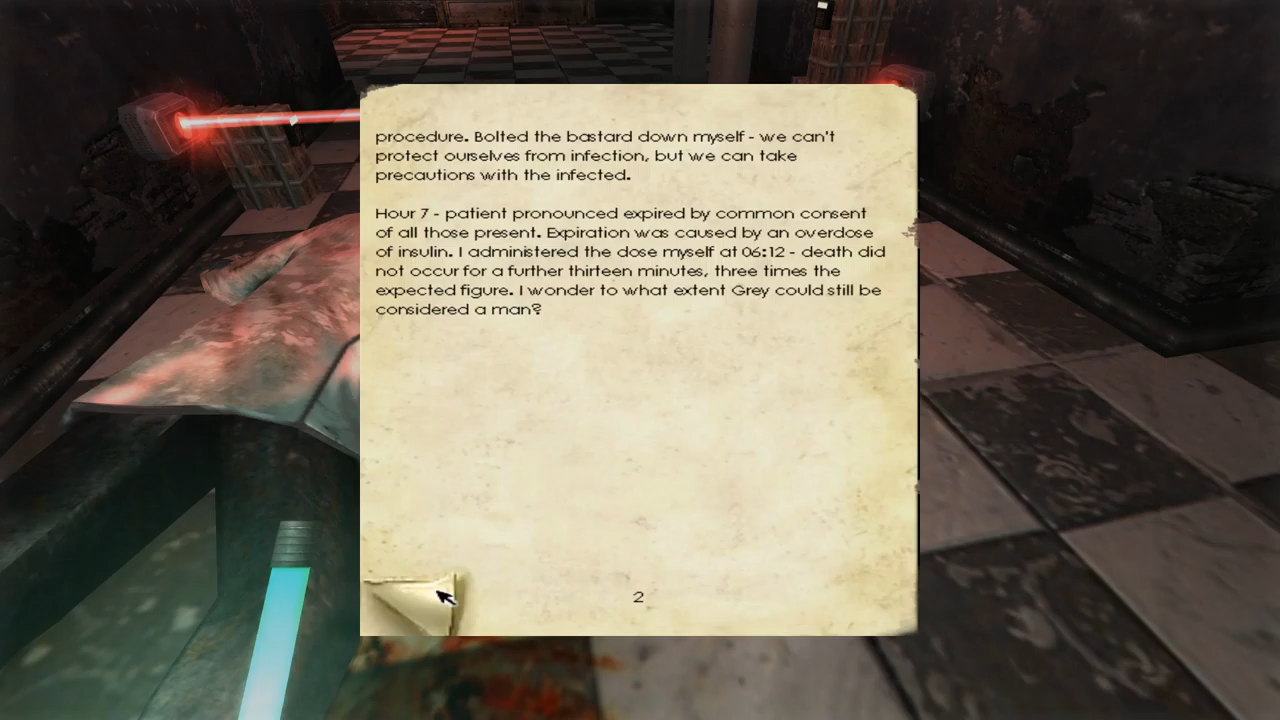 procedure. Bolted the bastard down myself - we can't
protect ourselves from infection, but we can take
precautions with the infected.
Hour 7 - patient pronounced expired by common consent
of all those present. Expiration was caused by an overdose
of insulin. I administered the dose myself at 06:12 - death did
not occur for a further thirteen minutes, three times the
expected figure. I wonder to what extent Grey could still be
considered a man?
2